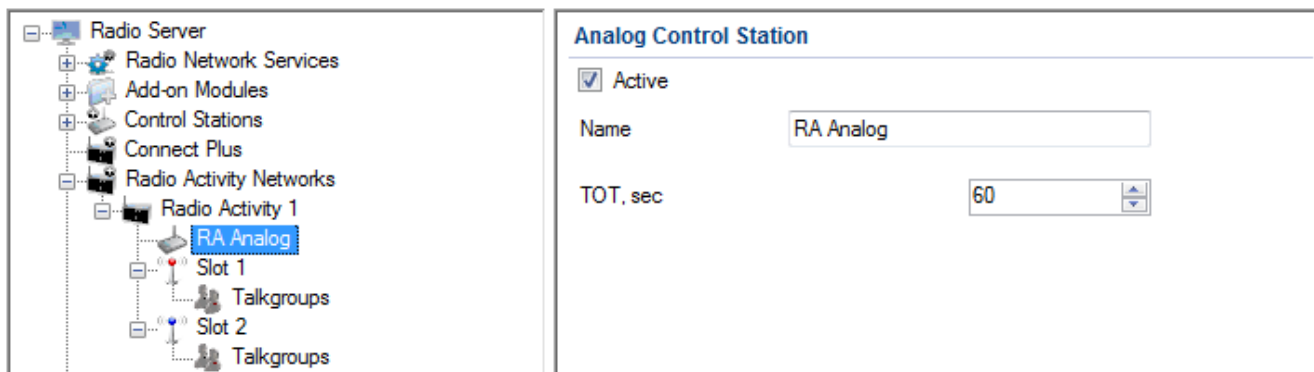 Radio Server
Radio Network Services
Add-on Modules
Control Stations
Connect Plus
Radio Activity Networks
Radio Activity 1
RA Analog
Slot 1
Talkgroups
Slot 2
Talkgroups
Analog Control Station
Active
Name RA Analog
TOT, sec 60